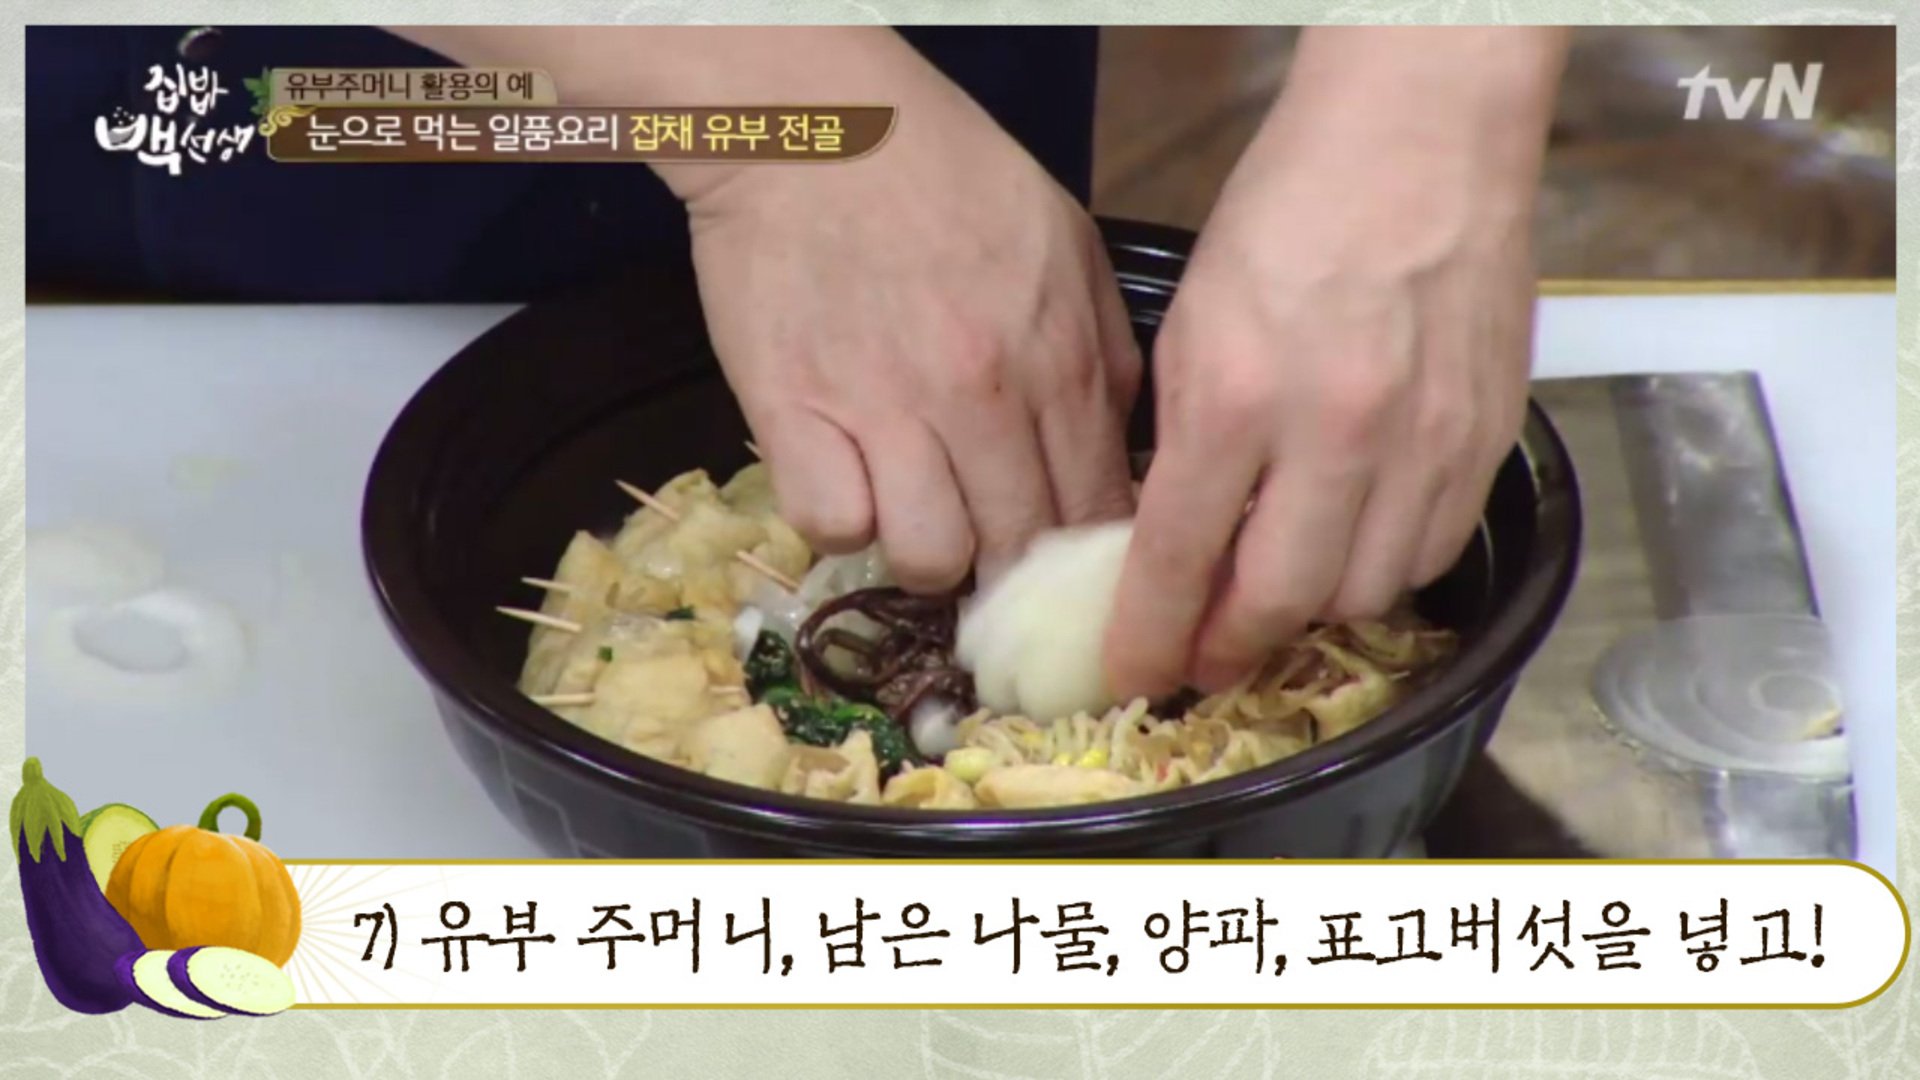 집밥
백선생
유부주머니 활용의 예
눈으로 먹는 일품요리 잡채 유부 전골
tvN
7) 유부 주머니, 남은 나물, 양파, 표고버섯을 넣고!